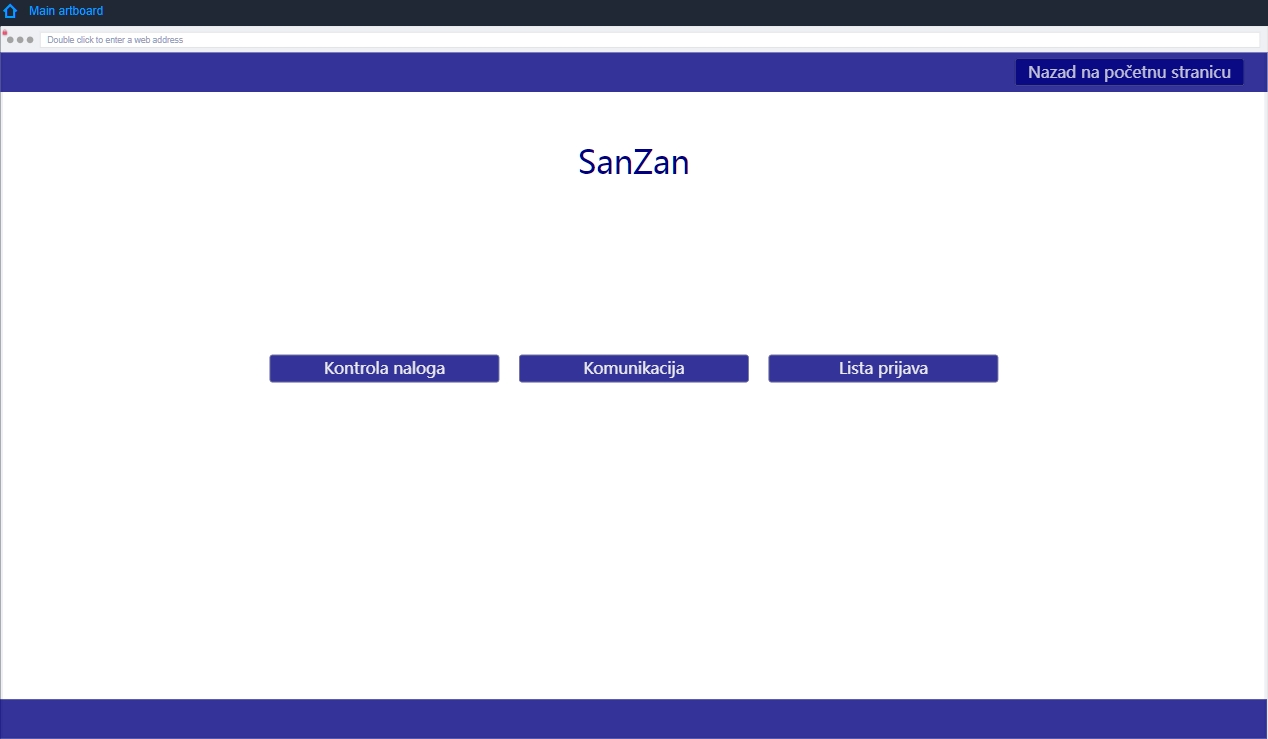 Main artboard
Double click to enter a web address
Nazad na početnu stranicu
SanZan
Kontrola naloga
Komunikacija
Lista prijava